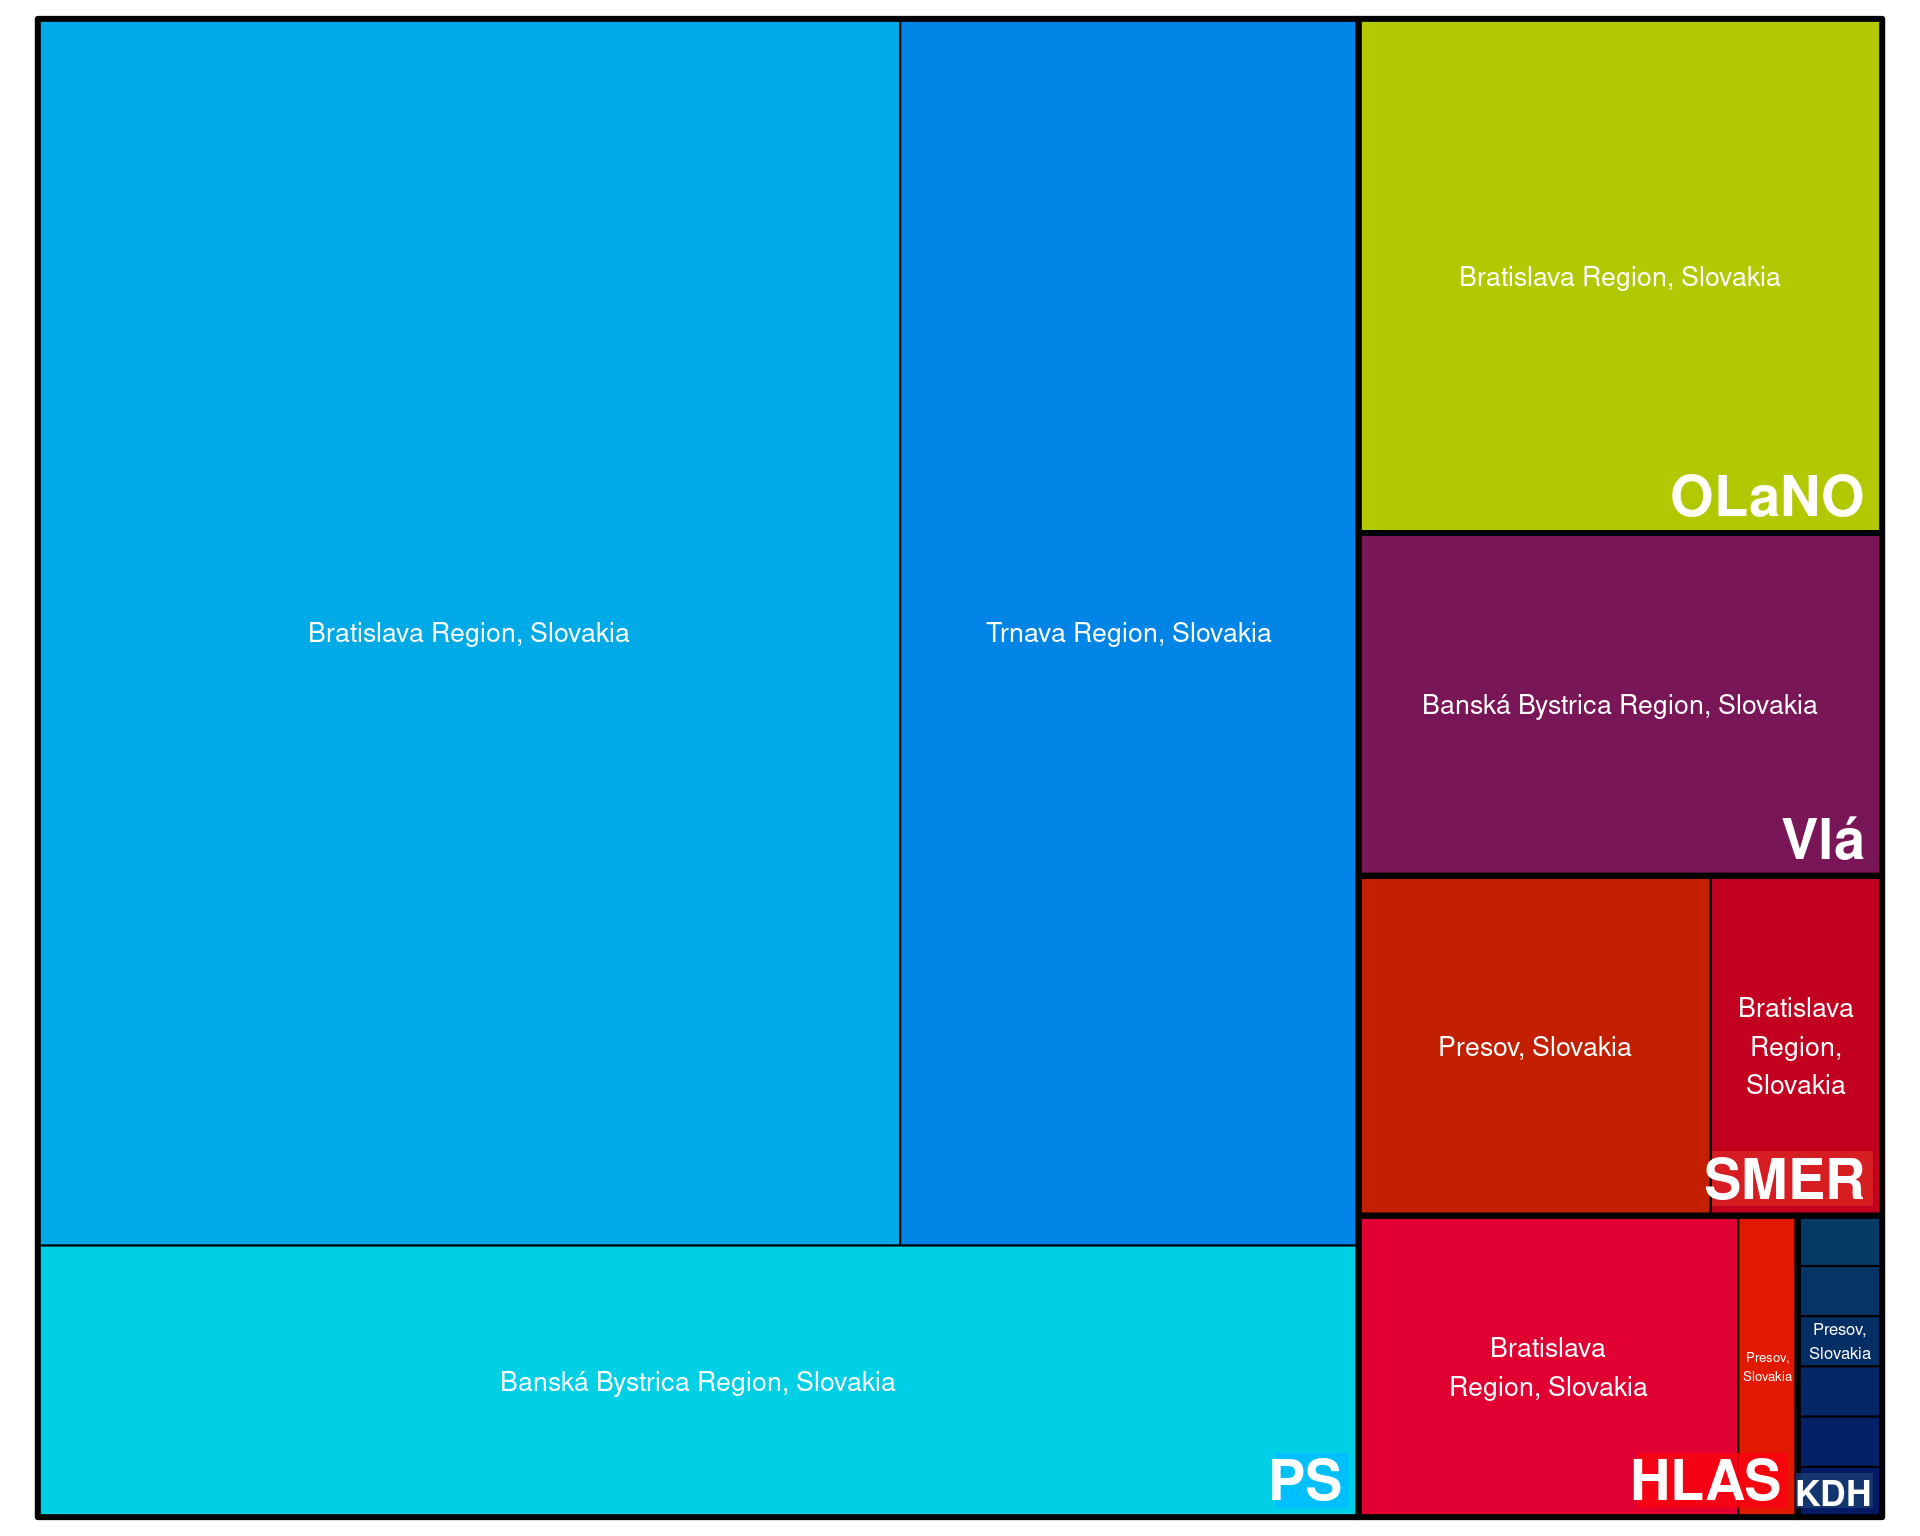 Bratislava Region, Slovakia
Trnava Region, Slovakia
Banská Bystrica Region, Slovakia
PS
Bratislava Region, Slovakia
OLaNO
Banská Bystrica Region, Slovakia
Vlá
Presov, Slovakia
Bratislava
Region,
Slovakia
SMER
Bratislava
Region, Slovakia
Presov,
Slovakia
HLAS
Presov,
Slovakia
KDH